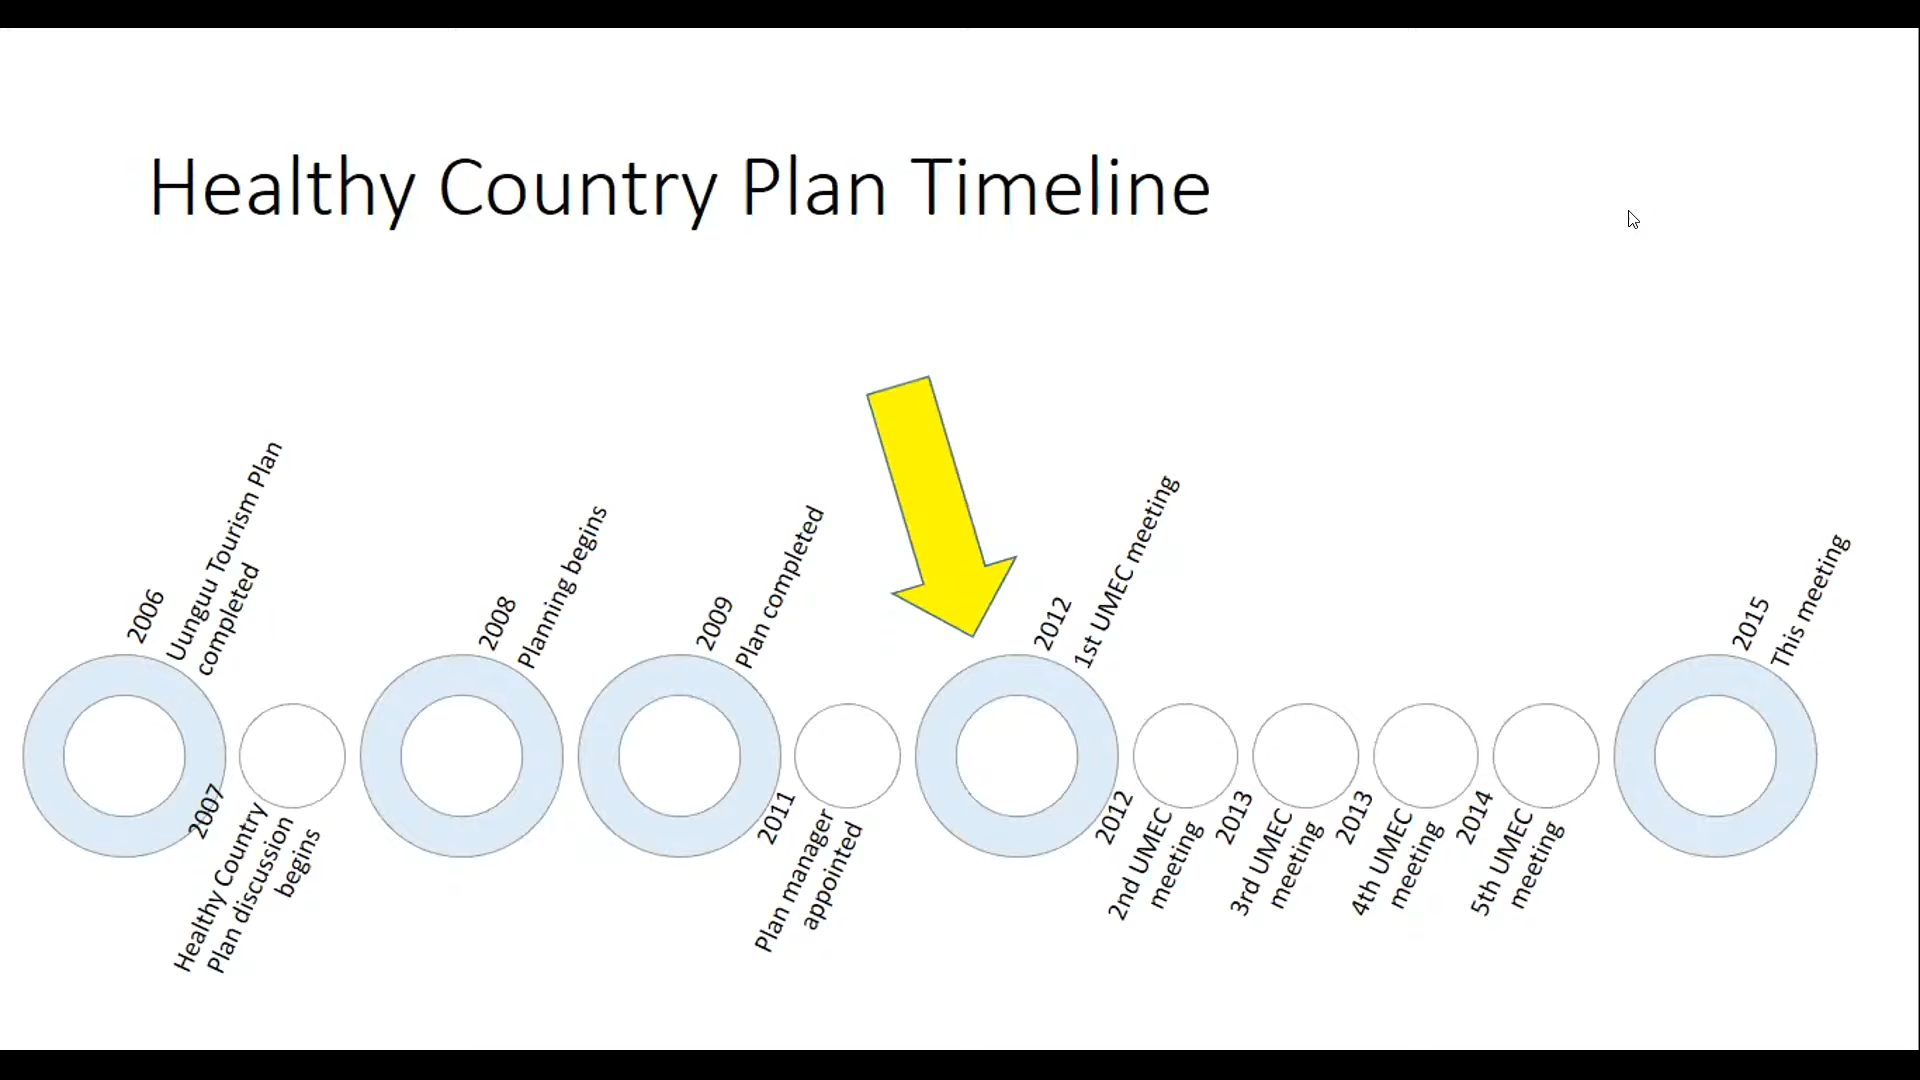 Healthy Country Plan Timeline
2006
Uunguu Tourism Plan
completed
2007
Healthy Country
Plan discussion
begins
2008
Planning begins
2009
Plan completed
2011
Plan manager
appointed
2012
1st UMEC meeting
2012
2nd UMEC
meeting
2013
3rd UMEC
meeting
2013
4th UMEC
meeting
2014
5th UMEC
meeting
2015
This meeting